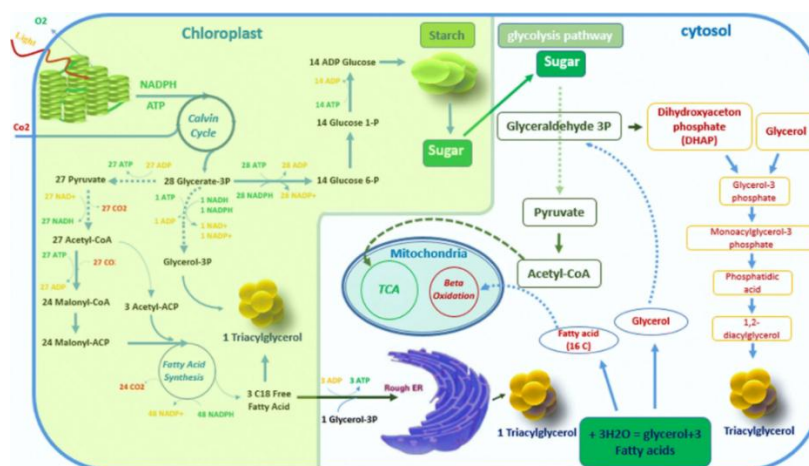 O2
Light
Chloroplast
Starch
glycolysis pathway
cytosol
14 ADP Glucose
Sugar
NADPH
ATP
14 ADP
14 ATP
Co2
Calvin
Cycle
14 Glucose 1-P
Glyceraldehyde 3P
Dihydroxyaceton
phosphate
(DHAP)
Glycerol
Sugar
27 ATP
27 ADP
28 ATP
28 ADP
27 Pyruvate
28 Glycerate-3P
14 Glucose 6-P
28 NADPH
28 NADP+
Glycerol-3
phosphate
27 NAD+
27 CO2
27 NADH
1 ATP
1 NADH
1 NADPH
1 ADP
1 NAD+
1 NADP+
Pyruvate
Monoacylglycerol-3
phosphate
27 Acetyl-CoA
Glycerol-3P
Mitochondria
Acetyl-CoA
27 ATP
27 CO
27 ADP
TCA
Beta
Oxidation
Phosphatidic
acid
24 Malonyl-CoA
3 Acetyl-ACP
1 Triacylglycerol
Fatty acid
(16 C)
Glycerol
1,2-
diacylglycerol
24 Malonyl-ACP
Fatty Acid
Synthesis
24 CO2
48 NADPH
3 C18 Free
Fatty Acid
3 ADP
3 ATP
1 Glycerol-3P
Rough ER
1 Triacylglycerol
+ 3H2O = glycerol+3
Fatty acids
Triacylglycerol